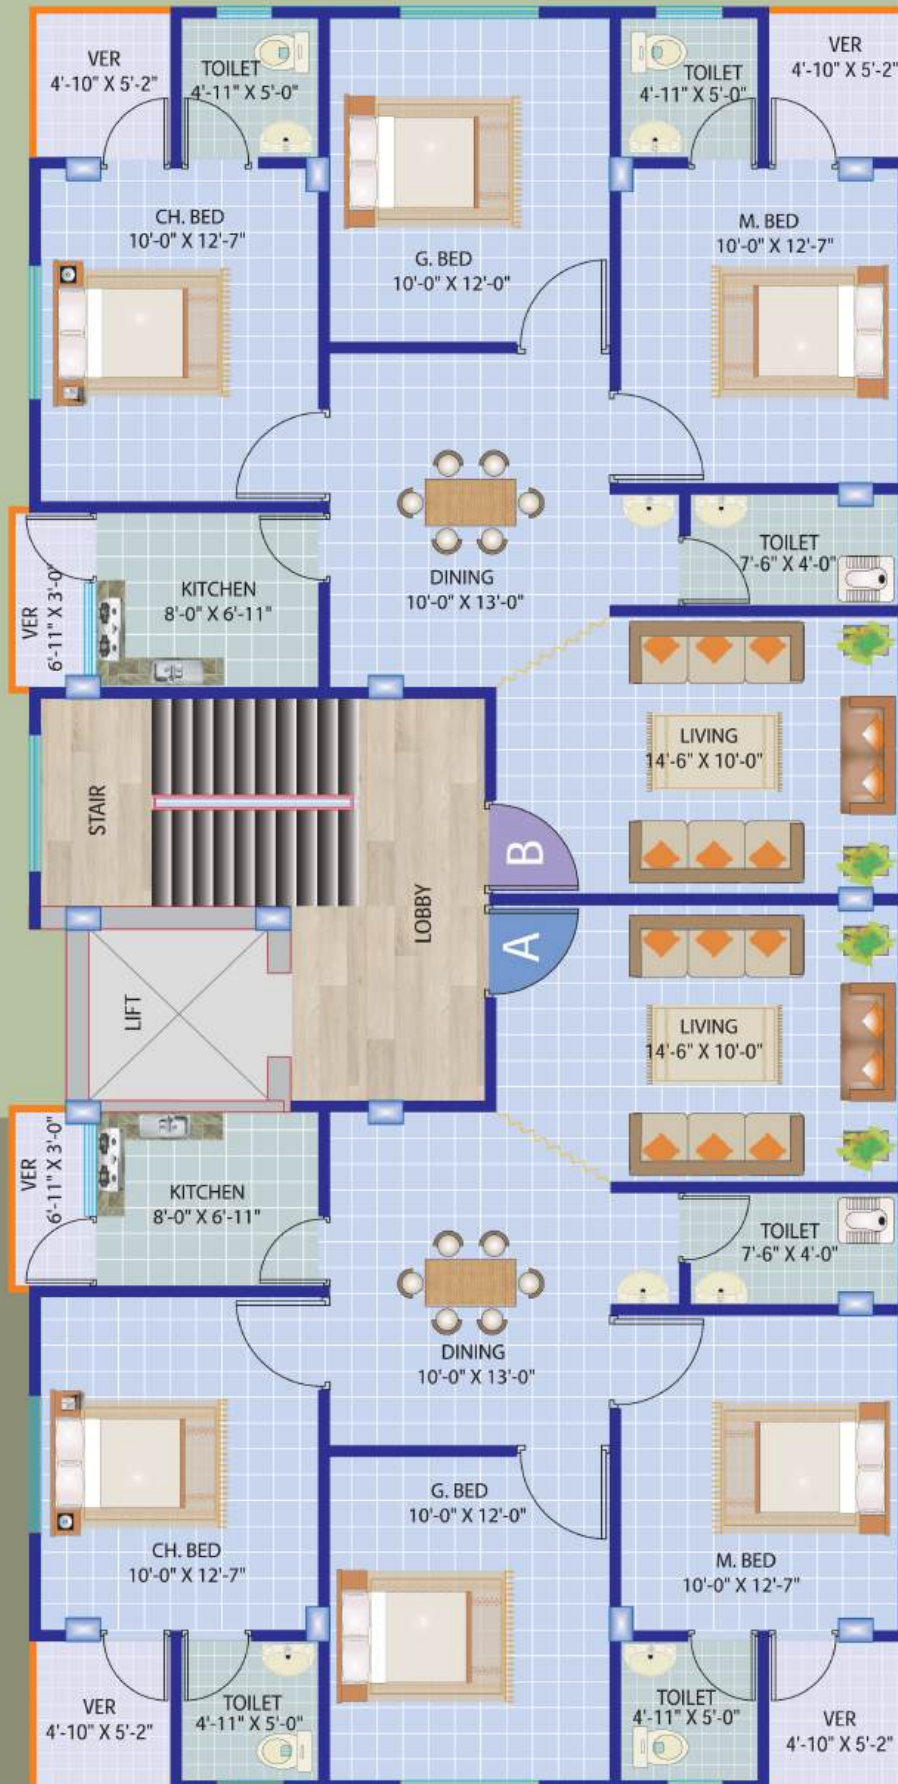 VER
4'-10" X 5'-2"
TOILET
4'-11" X 5'-0"
TOILET
4'-11" X 5'-0"
VER
4'-10" X 5'-2"
CH. BED
10'-0" X 12'-7"
G. BED
10'-0" X 12'-0"
M. BED
10'-0" X 12'-7"
VER
6'-11" X 3'-0"
KITCHEN
8'-0" X 6'-11"
DINING
10'-0" X 13'-0"
TOILET
7'-6" X 4'-0"
STAIR
LIVING
14'-6" X 10'-0"
B
LOBBY
A
LIFT
LIVING
14'-6" X 10'-0"
VER
6'-11" X 3'-0"
KITCHEN
8'-0" X 6'-11"
TOILET
7'-6" X 4'-0"
DINING
10'-0" X 13'-0"
G. BED
10'-0" X 12'-0"
CH. BED
10'-0" X 12'-7"
M. BED
10'-0" X 12'-7"
VER
4'-10" X 5'-2"
TOILET
4'-11" X 5'-0"
TOILET
4'-11" X 5'-0"
VER
4'-10" X 5'-2"